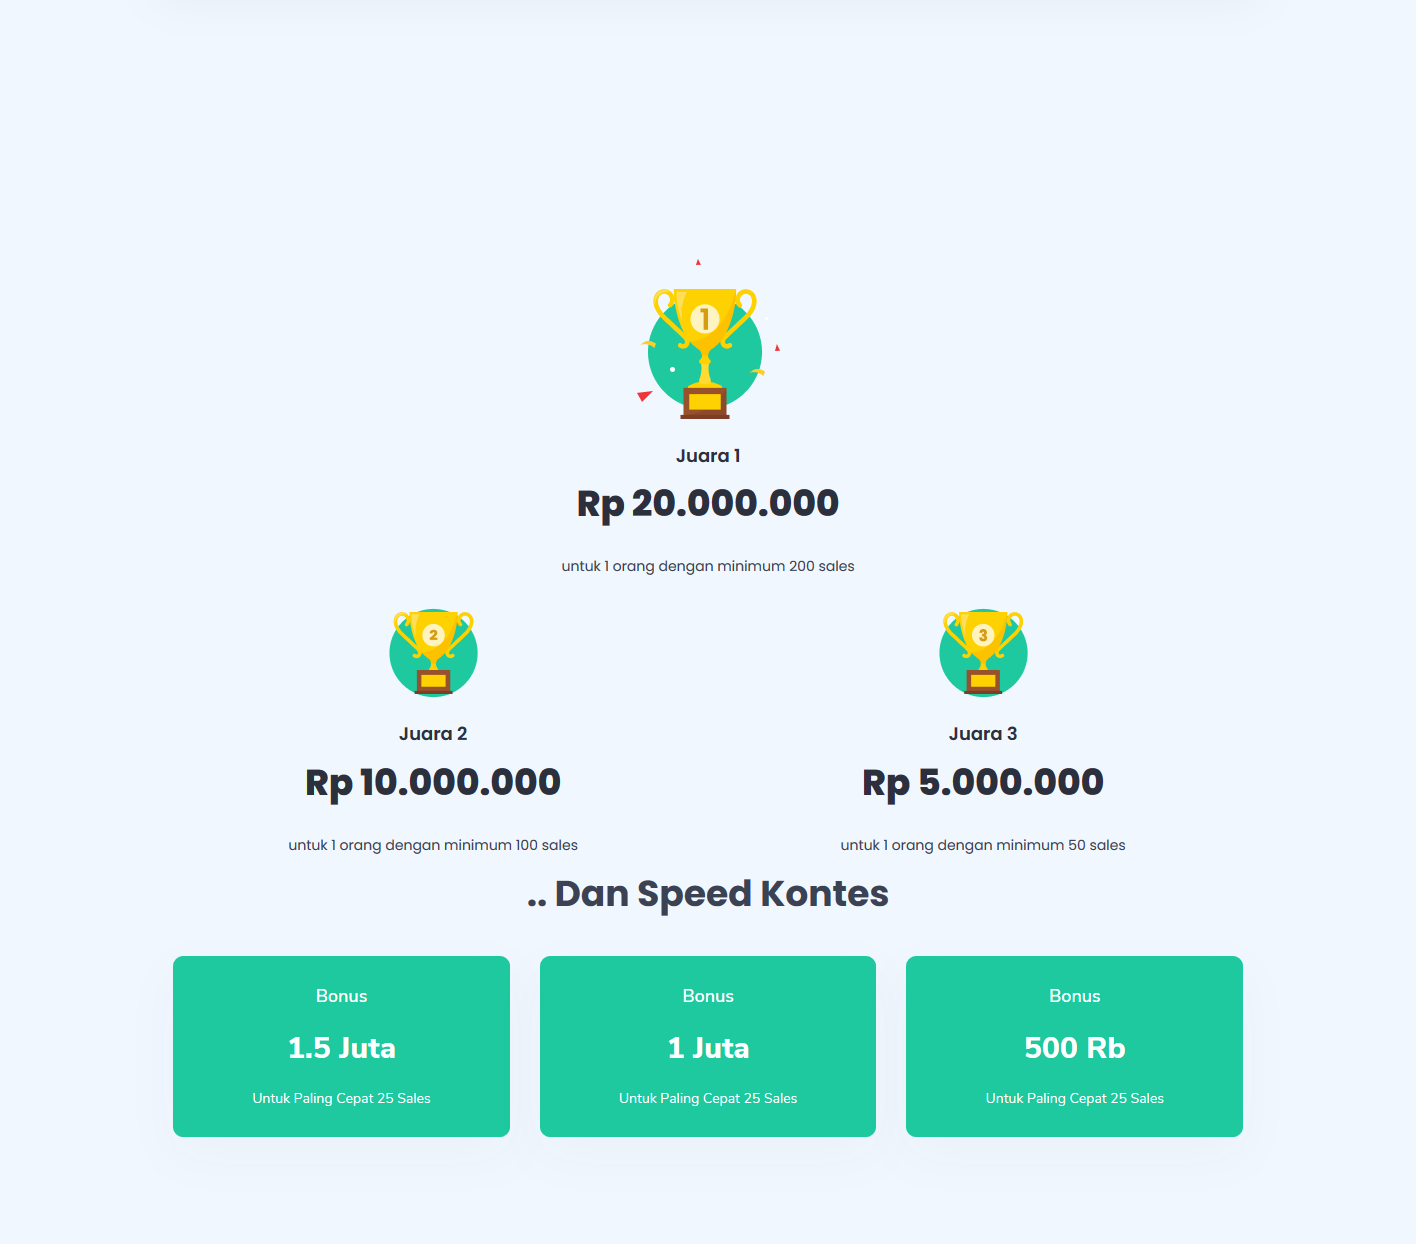 1
Juara 1
Rp 20.000.000
untuk 1 orang dengan minimum 200 sales
2
Juara 2
Rp 10.000.000
untuk 1 orang dengan minimum 100 sales
3
Juara 3
Rp 5.000.000
untuk 1 orang dengan minimum 50 sales
.. Dan Speed Kontes
Bonus
1.5 Juta
Untuk Paling Cepat 25 Sales
Bonus
1 Juta
Untuk Paling Cepat 25 Sales
Bonus
500 Rb
Untuk Paling Cepat 25 Sales